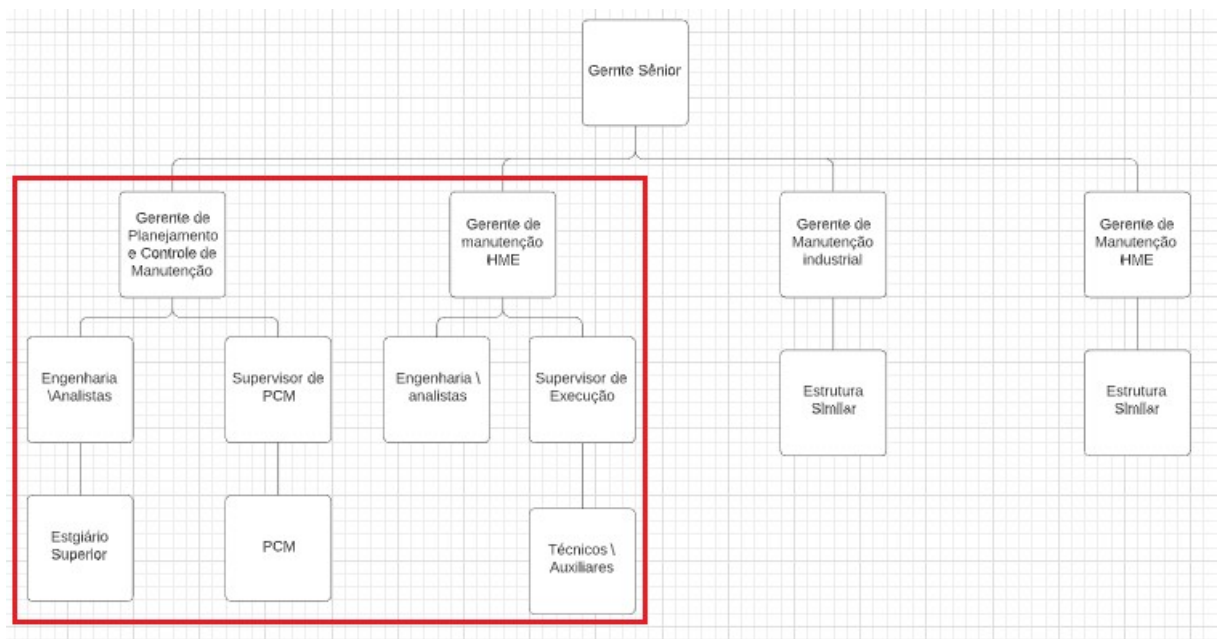 Gernte Sênior
Gerente de
Planejamento
e Controle de
Manutenção
Gerente de
manutenção
HME
Gerente de
Manutenção
industrial
Gerente de
Manutenção
HME
Engenharia
\Analistas
Supervisor de
PCM
Engenharia \
analistas
Supervisor de
Execução
Estrutura
Similar
Estrutura
Similar
Estgiário
Superior
PCM
Técnicos \
Auxiliares